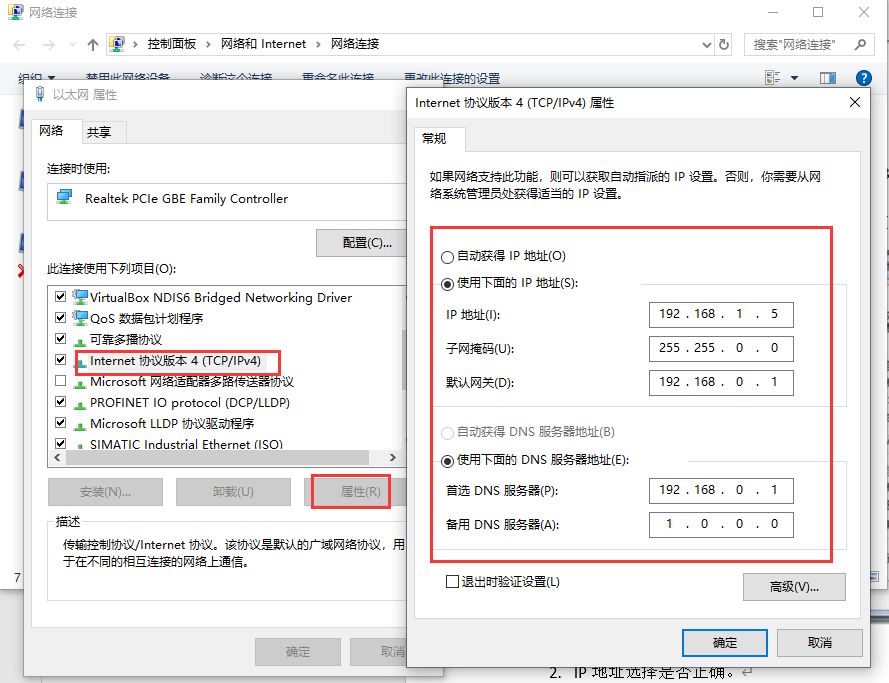 网络连接
控制面板 › 网络和 Internet › 网络连接
搜索"网络连接"
组织 禁用此网络设备 诊断这个连接 重命名此连接 更改此连接的设置
以太网 属性
网络 共享
连接时使用:
Realtek PCIe GBE Family Controller
配置(C)...
此连接使用下列项目(O):
VirtualBox NDIS6 Bridged Networking Driver
QoS 数据包计划程序
可靠多播协议
Internet 协议版本 4 (TCP/IPv4)
Microsoft 网络适配器多路传送器协议
PROFINET IO protocol (DCP/LLDP)
Microsoft LLDP 协议驱动程序
SIMATIC Industrial Ethernet (ISO)
安装(N)... 卸载(U) 属性(R)
描述
传输控制协议/Internet 协议。该协议是默认的广域网络协议，用
于在不同的相互连接的网络上通信。
确定 取消
7
Internet 协议版本 4 (TCP/IPv4) 属性
常规
如果网络支持此功能，则可以获取自动指派的 IP 设置。否则，你需要从网
络系统管理员处获得适当的 IP 设置。
自动获得 IP 地址(O)
使用下面的 IP 地址(S):
IP 地址(I): 192 . 168 . 1 . 5
子网掩码(U): 255 . 255 . 0 . 0
默认网关(D): 192 . 168 . 0 . 1
自动获得 DNS 服务器地址(B)
使用下面的 DNS 服务器地址(E):
首选 DNS 服务器(P): 192 . 168 . 0 . 1
备用 DNS 服务器(A): 1 . 0 . 0 . 0
退出时验证设置(L)
高级(V)...
确定 取消
2. IP 地址选择是否正确。